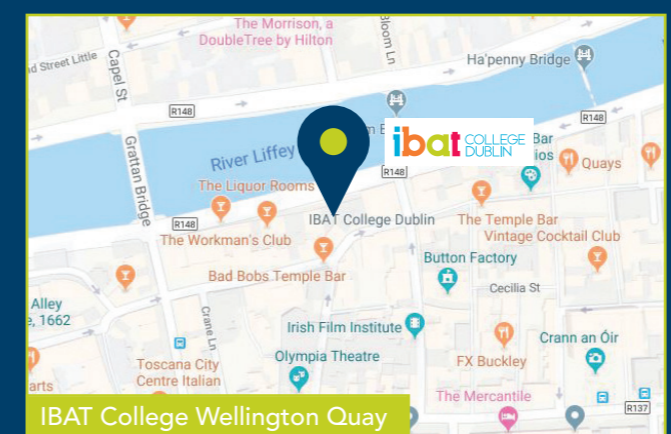 The Morrison, a
DoubleTree by Hilton
Bloom Ln
d Street Little
Capel St
Ha'penny Bridge
R148
R148
Grattan Bridge
River Liffey
ibat COLLEGE
DUBLIN
Bar
ios
Quays
R148
The Liquor Rooms
R148
IBAT College Dublin
The Temple Bar
The Workman's Club
Vintage Cocktail Club
Bad Bobs Temple Bar
Button Factory
Cecilia St
Alley
e, 1662
Crane Ln
Irish Film Institute
Crann an Óir
Toscana City
Centre Italian
Olympia Theatre
FX Buckley
arts
The Mercantile
R137
IBAT College Wellington Quay